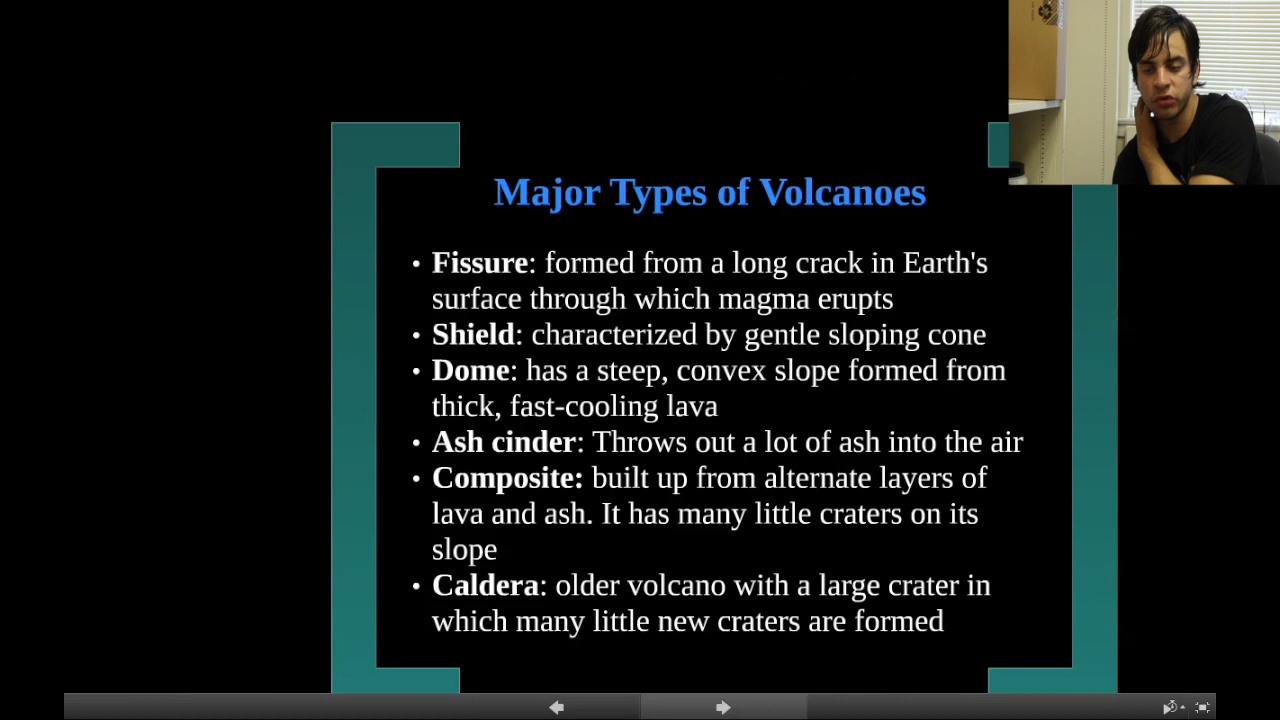 Major Types of Volcanoes
• Fissure: formed from a long crack in Earth's
surface through which magma erupts
• Shield: characterized by gentle sloping cone
• Dome: has a steep, convex slope formed from
thick, fast-cooling lava
• Ash cinder: Throws out a lot of ash into the air
• Composite: built up from alternate layers of
lava and ash. It has many little craters on its
slope
• Caldera: older volcano with a large crater in
which many little new craters are formed